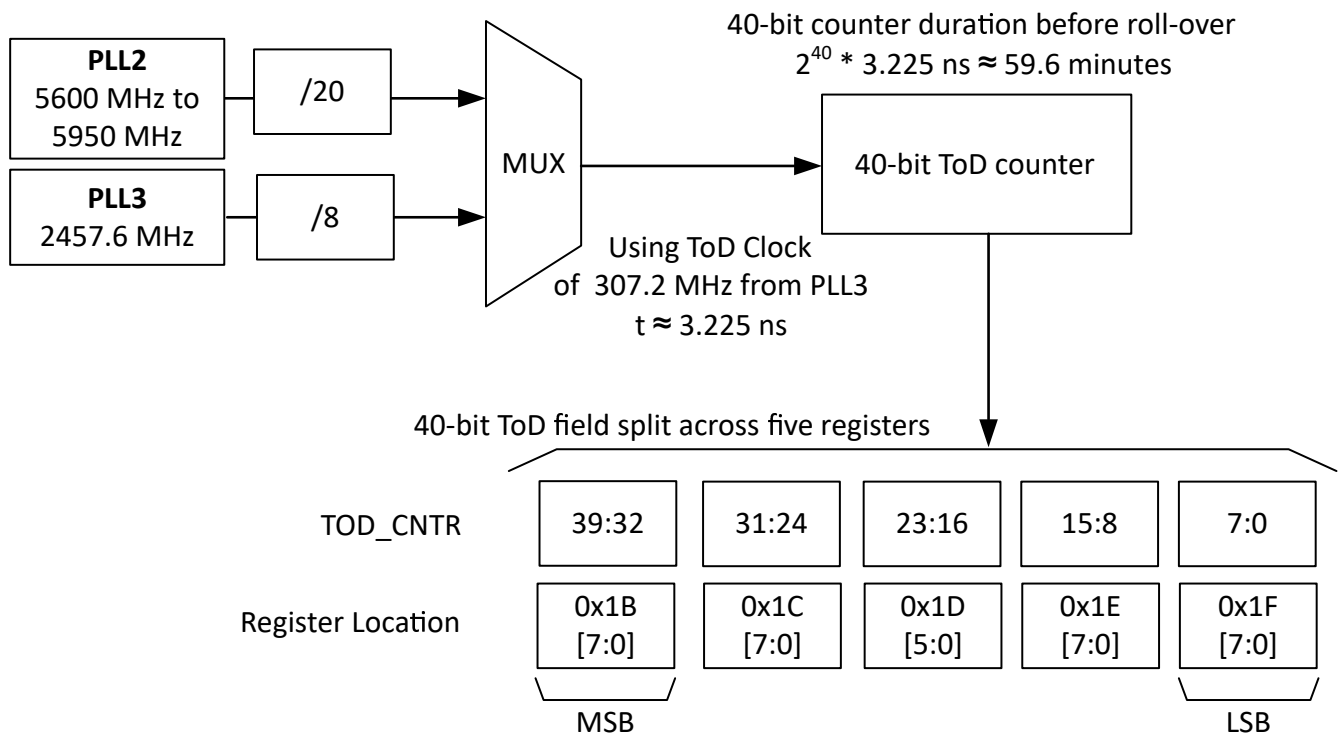 PLL2
5600 MHz to
5950 MHz
/20
PLL3
2457.6 MHz
/8
MUX
40-bit counter duration before roll-over
2^40 * 3.225 ns ≈ 59.6 minutes
40-bit ToD counter
Using ToD Clock
of 307.2 MHz from PLL3
t ≈ 3.225 ns
40-bit ToD field split across five registers
TOD_CNTR
39:32
31:24
23:16
15:8
7:0
Register Location
0x1B
[7:0]
0x1C
[7:0]
0x1D
[5:0]
0x1E
[7:0]
0x1F
[7:0]
MSB
LSB